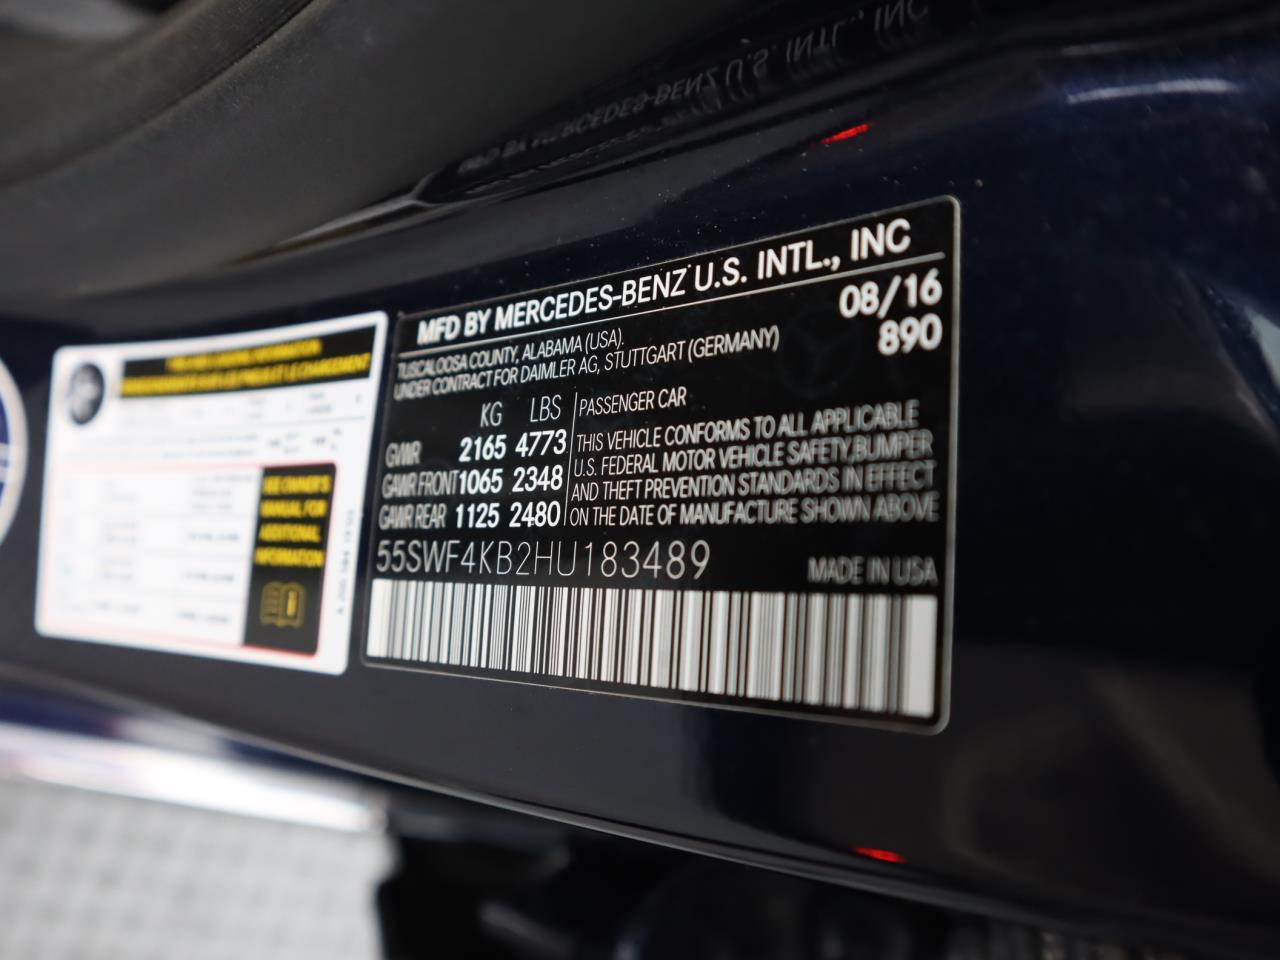 MFD BY MERCEDES-BENZ U.S. INTL., INC
08/16
890
TUSCALOOSA COUNTY, ALABAMA (USA).
UNDER CONTRACT FOR DAIMLER AG, STUTTGART (GERMANY)
KG LBS PASSENGER CAR
GVWR 2165 4773
GAWR FRONT 1065 2348
GAWR REAR 1125 2480
THIS VEHICLE CONFORMS TO ALL APPLICABLE
U.S. FEDERAL MOTOR VEHICLE SAFETY,BUMPER
AND THEFT PREVENTION STANDARDS IN EFFECT
ON THE DATE OF MANUFACTURE SHOWN ABOVE
55SWF4KB2HU183489
MADE IN USA
SEE OWNER'S
MANUAL FOR
ADDITIONAL
INFORMATION